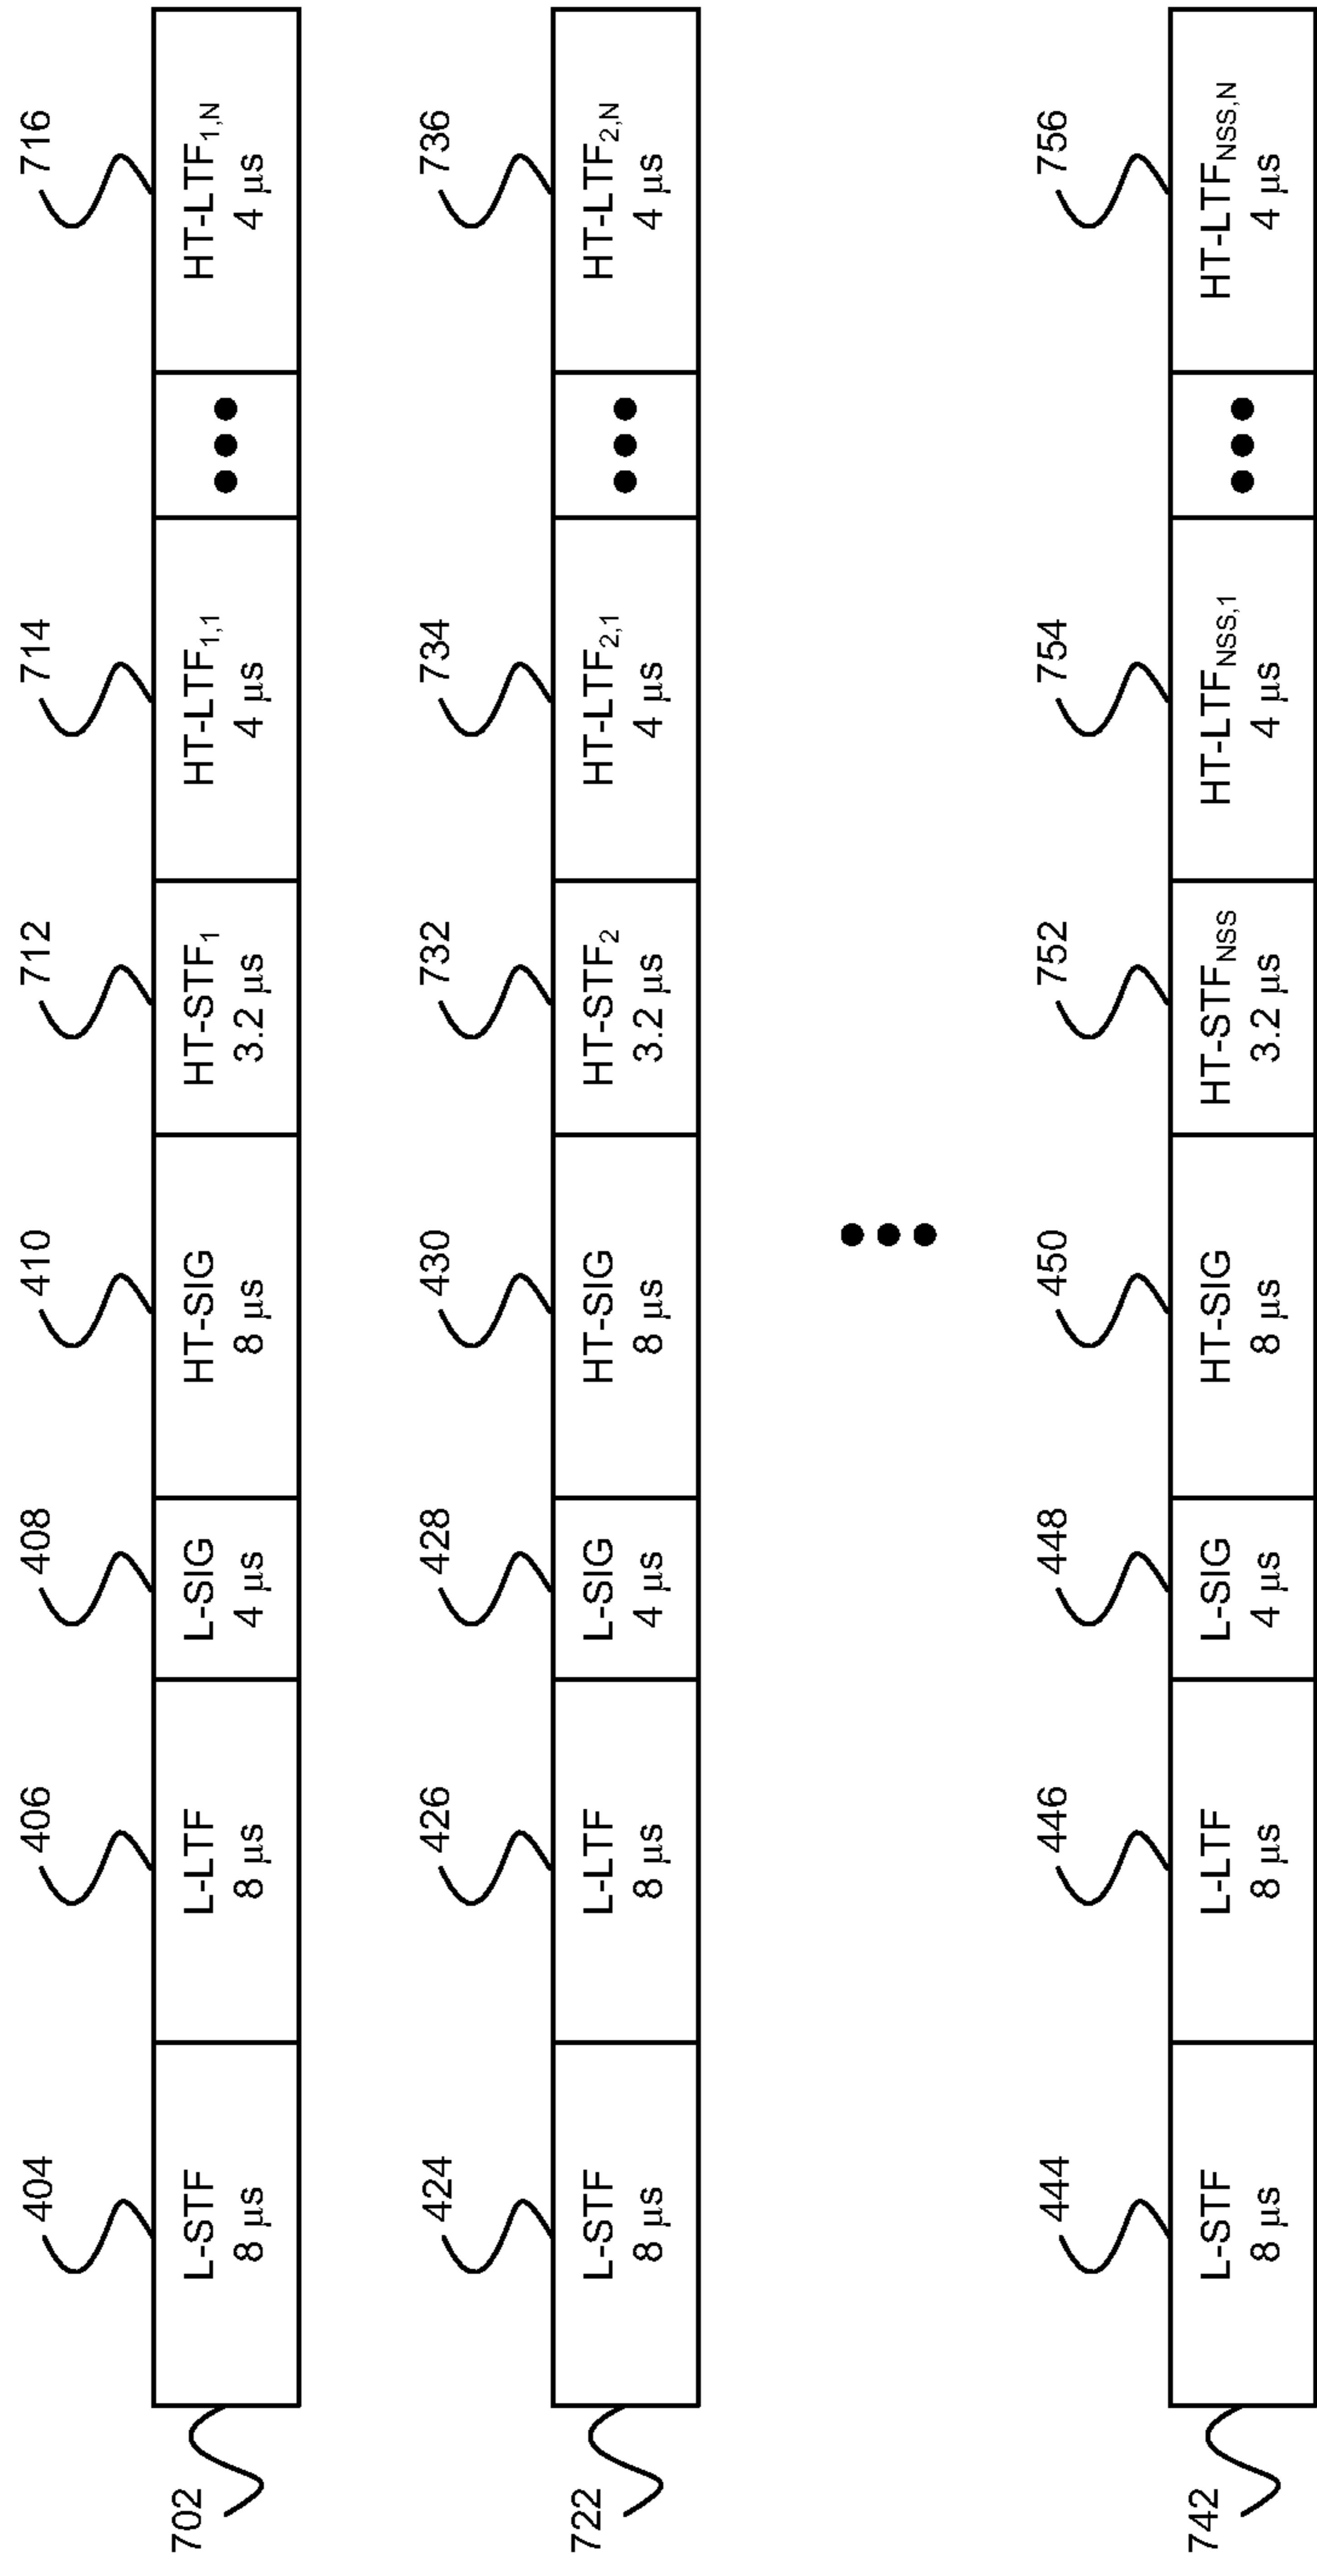 404 406 408 410 712 714 716
702
L-STF
8 μs
L-LTF
8 μs
L-SIG
4 μs
HT-SIG
8 μs
HT-STF1
3.2 μs
HT-LTF1,1
4 μs
HT-LTF1,N
4 μs
424 426 428 430 732 734 736
722
L-STF
8 μs
L-LTF
8 μs
L-SIG
4 μs
HT-SIG
8 μs
HT-STF2
3.2 μs
HT-LTF2,1
4 μs
HT-LTF2,N
4 μs
444 446 448 450 752 754 756
742
L-STF
8 μs
L-LTF
8 μs
L-SIG
4 μs
HT-SIG
8 μs
HT-STFNSS
3.2 μs
HT-LTFNSS,1
4 μs
HT-LTFNSS,N
4 μs